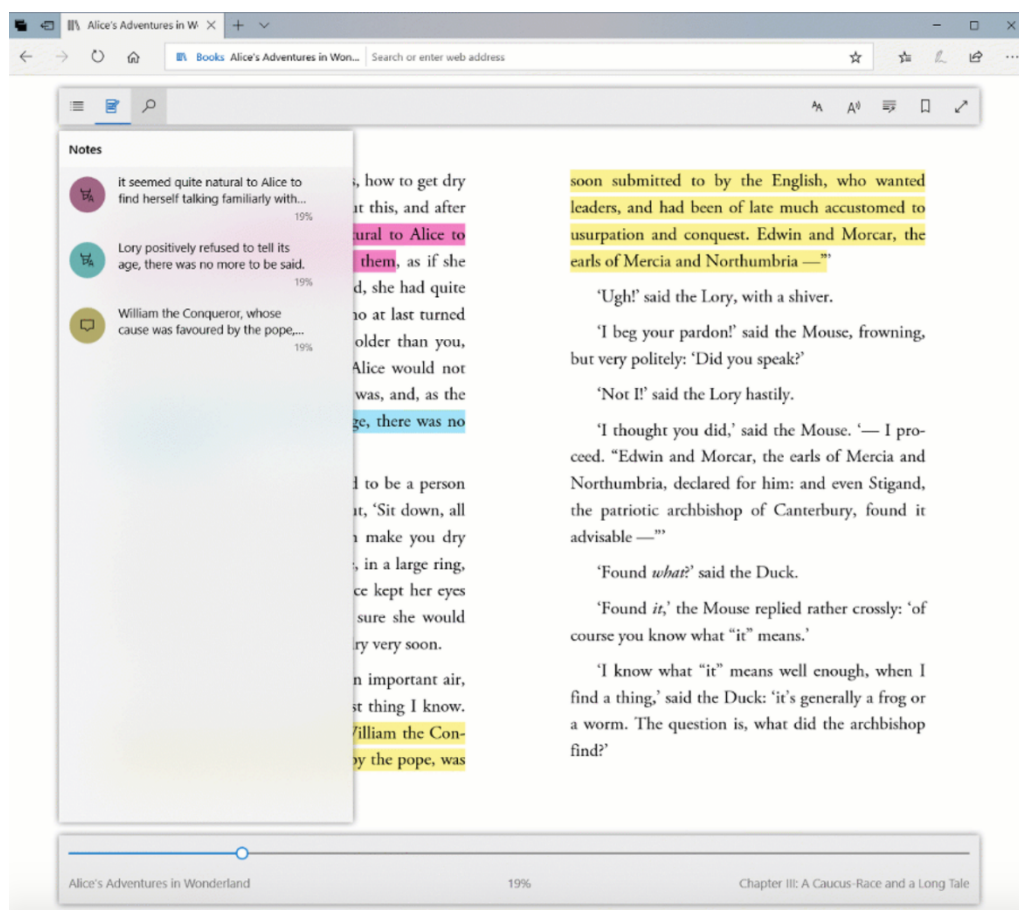 Alice's Adventures in W
Books Alice's Adventures in Won... Search or enter web address
Notes
it seemed quite natural to Alice to
find herself talking familiarly with...
19%
Lory positively refused to tell its
age, there was no more to be said.
19%
William the Conqueror, whose
cause was favoured by the pope,...
19%
, how to get dry
this, and after
to Alice to
them, as if she
she had quite
at last turned
older than you,
Alice would not
was, and, as the
there was no
to be a person
‘Sit down, all
make you dry
in a large ring,
kept her eyes
sure she would
very soon.
important air,
thing I know.
the Con-
the pope, was
soon submitted to by the English, who wanted
leaders, and had been of late much accustomed to
usurpation and conquest. Edwin and Morcar, the
earls of Mercia and Northumbria —”’
‘Ugh!’ said the Lory, with a shiver.
‘I beg your pardon!’ said the Mouse, frowning,
but very politely: ‘Did you speak?’
‘Not I!’ said the Lory hastily.
‘I thought you did,’ said the Mouse. ‘— I pro-
ceed. “Edwin and Morcar, the earls of Mercia and
Northumbria, declared for him: and even Stigand,
the patriotic archbishop of Canterbury, found it
advisable —”’
‘Found what?’ said the Duck.
‘Found it,’ the Mouse replied rather crossly: ‘of
course you know what “it” means.’
‘I know what “it” means well enough, when I
find a thing,’ said the Duck: ‘it’s generally a frog or
a worm. The question is, what did the archbishop
find?’
Alice's Adventures in Wonderland
19%
Chapter III: A Caucus-Race and a Long Tale